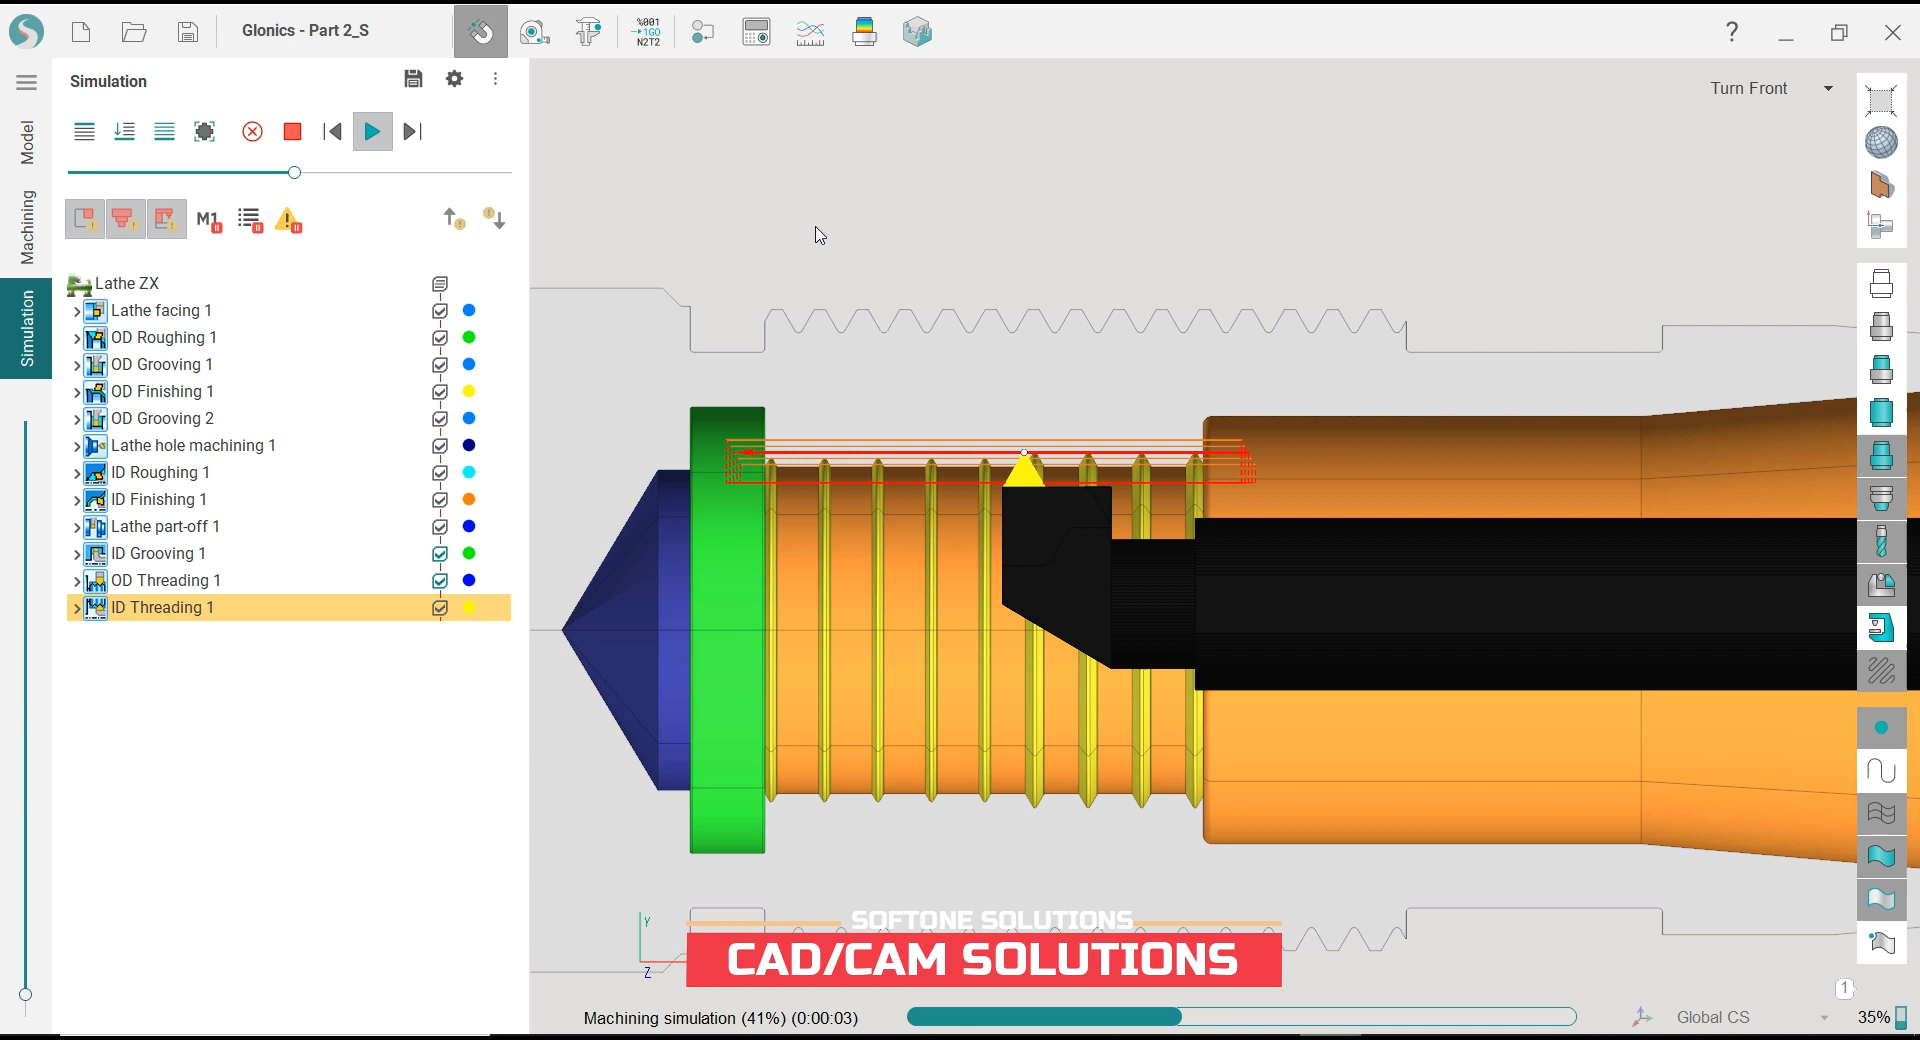 Glonics - Part 2_S
%001
1G0
N2T2
?
Simulation
Turn Front
Model
Machining
Simulation
M1
Lathe ZX
Lathe facing 1
OD Roughing 1
OD Grooving 1
OD Finishing 1
OD Grooving 2
Lathe hole machining 1
ID Roughing 1
ID Finishing 1
Lathe part-off 1
ID Grooving 1
OD Threading 1
ID Threading 1
Y
Z
SOFTONE SOLUTIONS
CAD/CAM SOLUTIONS
1
Machining simulation (41%) (0:00:03)
Global CS
35%